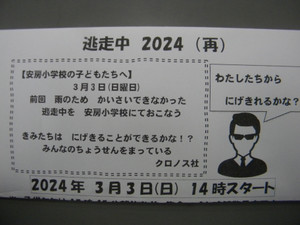 逃走中 2024（再）
【安房小学校の子どもたちへ】
3月3日(日曜日)
前回 雨のため かいさいできなかった
逃走中を 安房小学校にておこなう
きみたちは にげきることができるかな！？
みんなのちょうせんをまっている
クロノス社
わたしたちから
にげきれるかな？
2024年 3月3日(日) 14時スタート